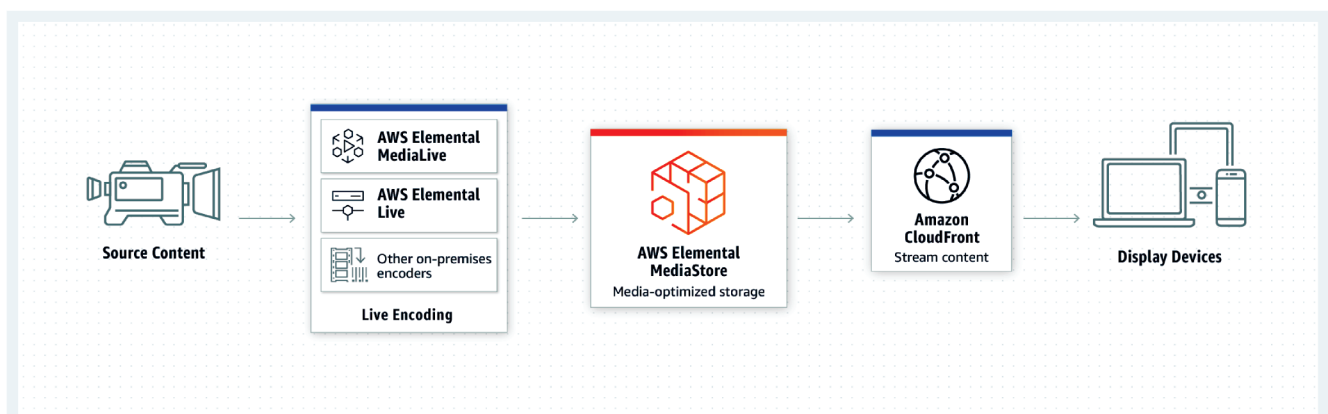 Source Content
AWS Elemental
MediaLive
AWS Elemental
Live
Other on-premises
encoders
Live Encoding
AWS Elemental
MediaStore
Media-optimized storage
Amazon
CloudFront
Stream content
Display Devices